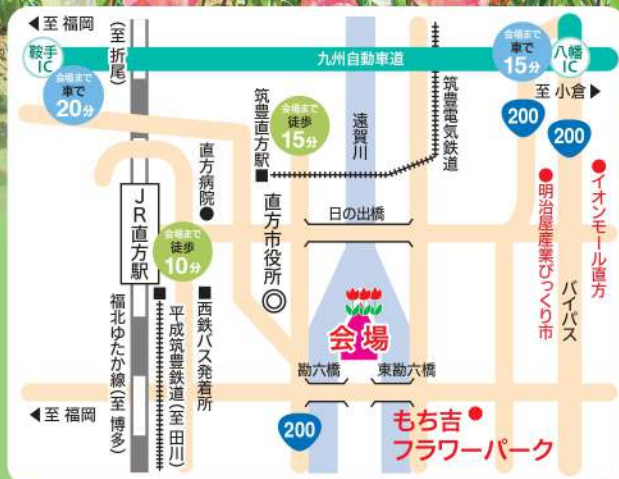 ◀至 福岡
鞍手
IC
(至 折尾)
会場まで
車で
20分
九州自動車道
会場まで
車で
15分
八幡
IC
至 小倉▶
200
200
筑豊電気鉄道
遠賀川
会場まで
徒歩
15分
筑豊直方駅
直方病院
JR直方駅
会場まで
徒歩
10分
直方市役所
日の出橋
イオンモール直方
明治屋産業びっくり市
バイパス
会場
勘六橋
東勘六橋
西鉄バス発着所
平成筑豊鉄道(至 田川)
福北ゆたか線(至 博多)
◀至 福岡
200
もち吉
フラワーパーク